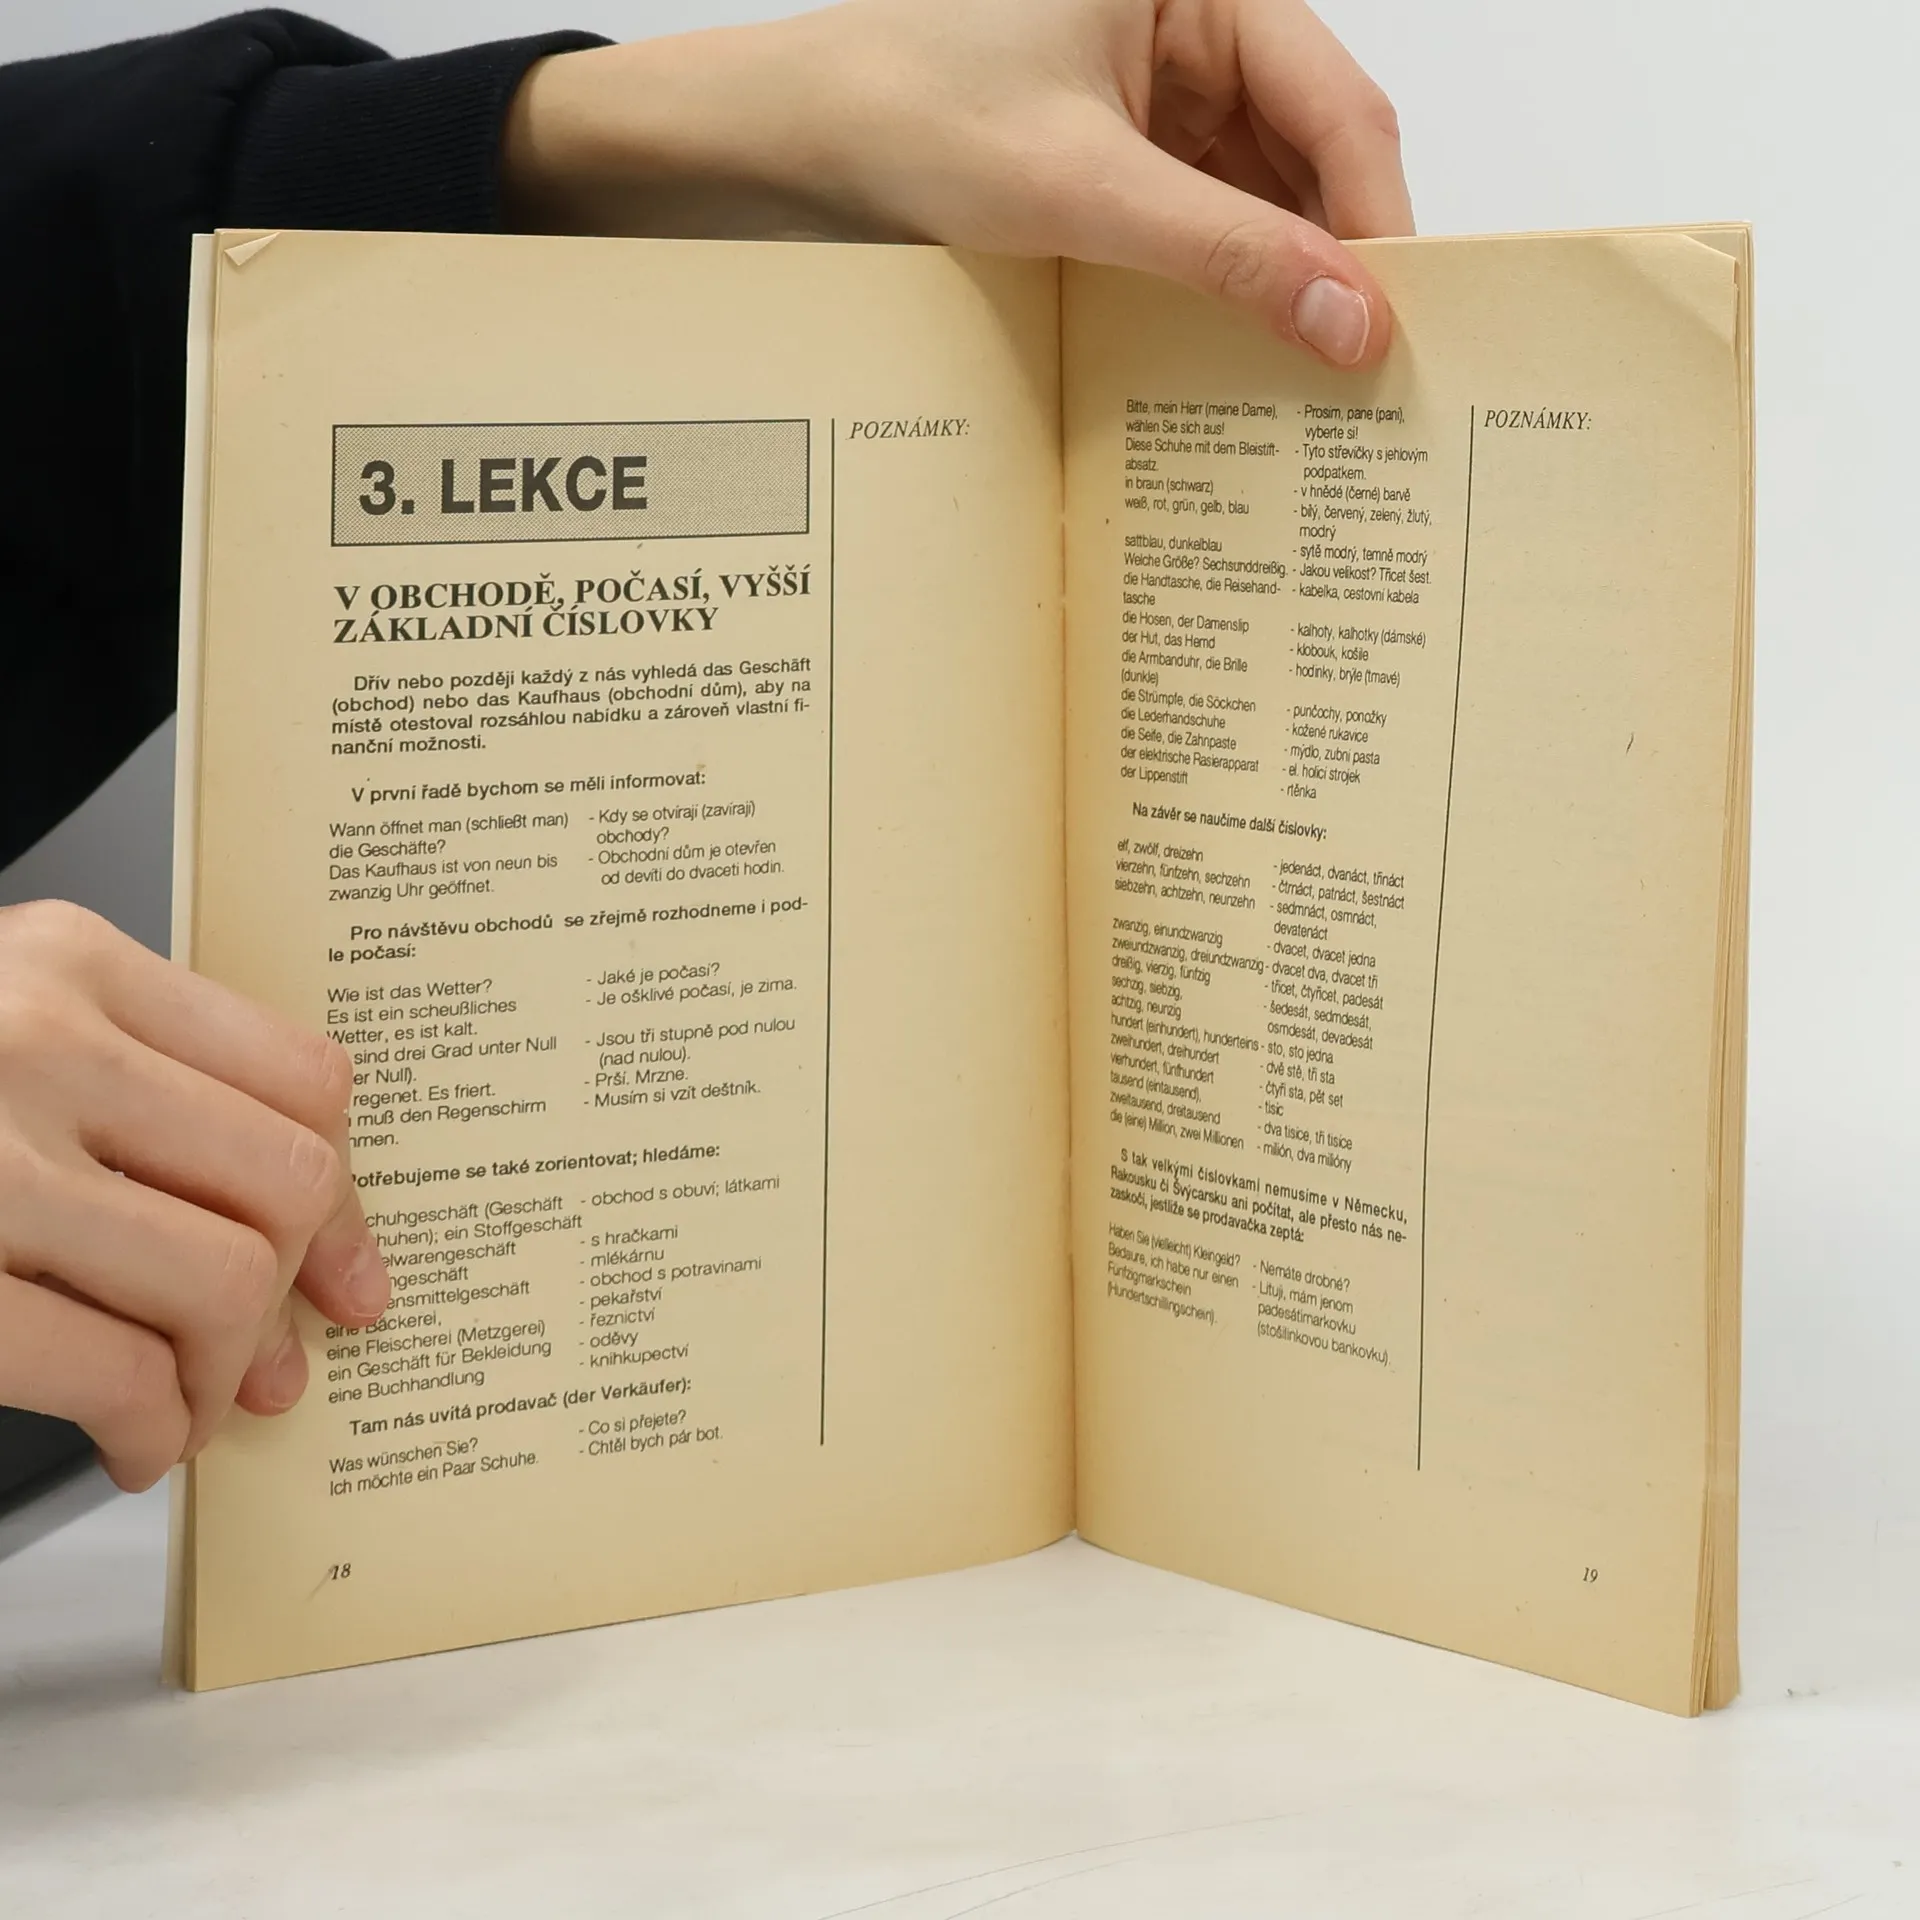 3. LEKCE
V OBCHODĚ, POČASÍ, VYŠŠÍ
ZÁKLADNÍ ČÍSLOVKY
Dřív nebo později každý z nás vyhledá das Geschäft
(obchod) nebo das Kaufhaus (obchodní dům), aby na
místě otestoval rozsáhlou nabídku a zároveň vlastní fi-
nanční možnosti.
V první řadě bychom se měli informovat:
Wann öffnet man (schließt man) - Kdy se otvírají (zavírají)
die Geschäfte? obchody?
Das Kaufhaus ist von neun bis - Obchodní dům je otevřen
zwanzig Uhr geöffnet. od devíti do dvaceti hodin.
Pro návštěvu obchodů se zřejmě rozhodneme i pod-
le počasí:
Wie ist das Wetter? - Jaké je počasí?
Es ist ein scheußliches - Je ošklivé počasí, je zima.
Wetter, es ist kalt.
sind drei Grad unter Null - Jsou tři stupně pod nulou
er Null). (nad nulou).
regenet. Es friert. - Prší. Mrzne.
muß den Regenschirm - Musím si vzít deštník.
hmen.
Potřebujeme se také zorientovat; hledáme:
chuhgeschäft (Geschäft - obchod s obuví; látkami
huhen); ein Stoffgeschäft
elwarengeschäft - s hračkami
hgeschäft - mlékárnu
ensmittelgeschäft - obchod s potravinami
eine Bäckerei, - pekařství
eine Fleischerei (Metzgerei) - řeznictví
ein Geschäft für Bekleidung - oděvy
eine Buchhandlung - knihkupectví
Tam nás uvítá prodavač (der Verkäufer):
Was wünschen Sie? - Co si přejete?
Ich möchte ein Paar Schuhe. - Chtěl bych pár bot.
POZNÁMKY:
18
Bitte, mein Herr (meine Dame), - Prosím, pane (paní),
wählen Sie sich aus! vyberte si!
Diese Schuhe mit dem Bleistift- - Tyto střevíčky s jehlovým
absatz. podpatkem.
in braun (schwarz) - v hnědé (černé) barvě
weiß, rot, grün, gelb, blau - bílý, červený, zelený, žlutý,
modrý
sattblau, dunkelblau - sytě modrý, temně modrý
Welche Größe? Sechsunddreißig. - Jakou velikost? Třicet šest.
die Handtasche, die Reisehand- - kabelka, cestovní kabela
tasche
die Hosen, der Damenslip - kalhoty, kalhotky (dámské)
der Hut, das Hemd - klobouk, košile
die Armbanduhr, die Brille - hodinky, brýle (tmavé)
(dunkle)
die Strümpfe, die Söckchen - punčochy, ponožky
die Lederhandschuhe - kožené rukavice
die Seife, die Zahnpaste - mýdlo, zubní pasta
der elektrische Rasierapparat - el. holicí strojek
der Lippenstift - rtěnka
Na závěr se naučíme další číslovky:
elf, zwölf, dreizehn - jedenáct, dvanáct, třináct
vierzehn, fünfzehn, sechzehn - čtrnáct, patnáct, šestnáct
siebzehn, achtzehn, neunzehn - sedmnáct, osmnáct,
devatenáct
zwanzig, einundzwanzig - dvacet, dvacet jedna
zweiundzwanzig, dreiundzwanzig - dvacet dva, dvacet tři
dreißig, vierzig, fünfzig - třicet, čtyřicet, padesát
sechzig, siebzig, - šedesát, sedmdesát,
achtzig, neunzig osmdesát, devadesát
hundert (einhundert), hunderteins - sto, sto jedna
zweihundert, dreihundert - dvě stě, tři sta
vierhundert, fünfhundert - čtyři sta, pět set
tausend (eintausend), - tisíc
zweitausend, dreitausend - dva tisíce, tři tisíce
die (eine) Million, zwei Millionen - milión, dva milióny
S tak velkými číslovkami nemusíme v Německu,
Rakousku či Švýcarsku ani počítat, ale přesto nás ne-
zaskočí, jestliže se prodavačka zeptá:
Haben Sie (vielleicht) Kleingeld? - Nemáte drobné?
Bedaure, ich habe nur einen - Lituji, mám jenom
Fünfzigmarkschein padesátimarkovku
(Hundertschillingschein). (stošilinkovou bankovku).
POZNÁMKY:
19